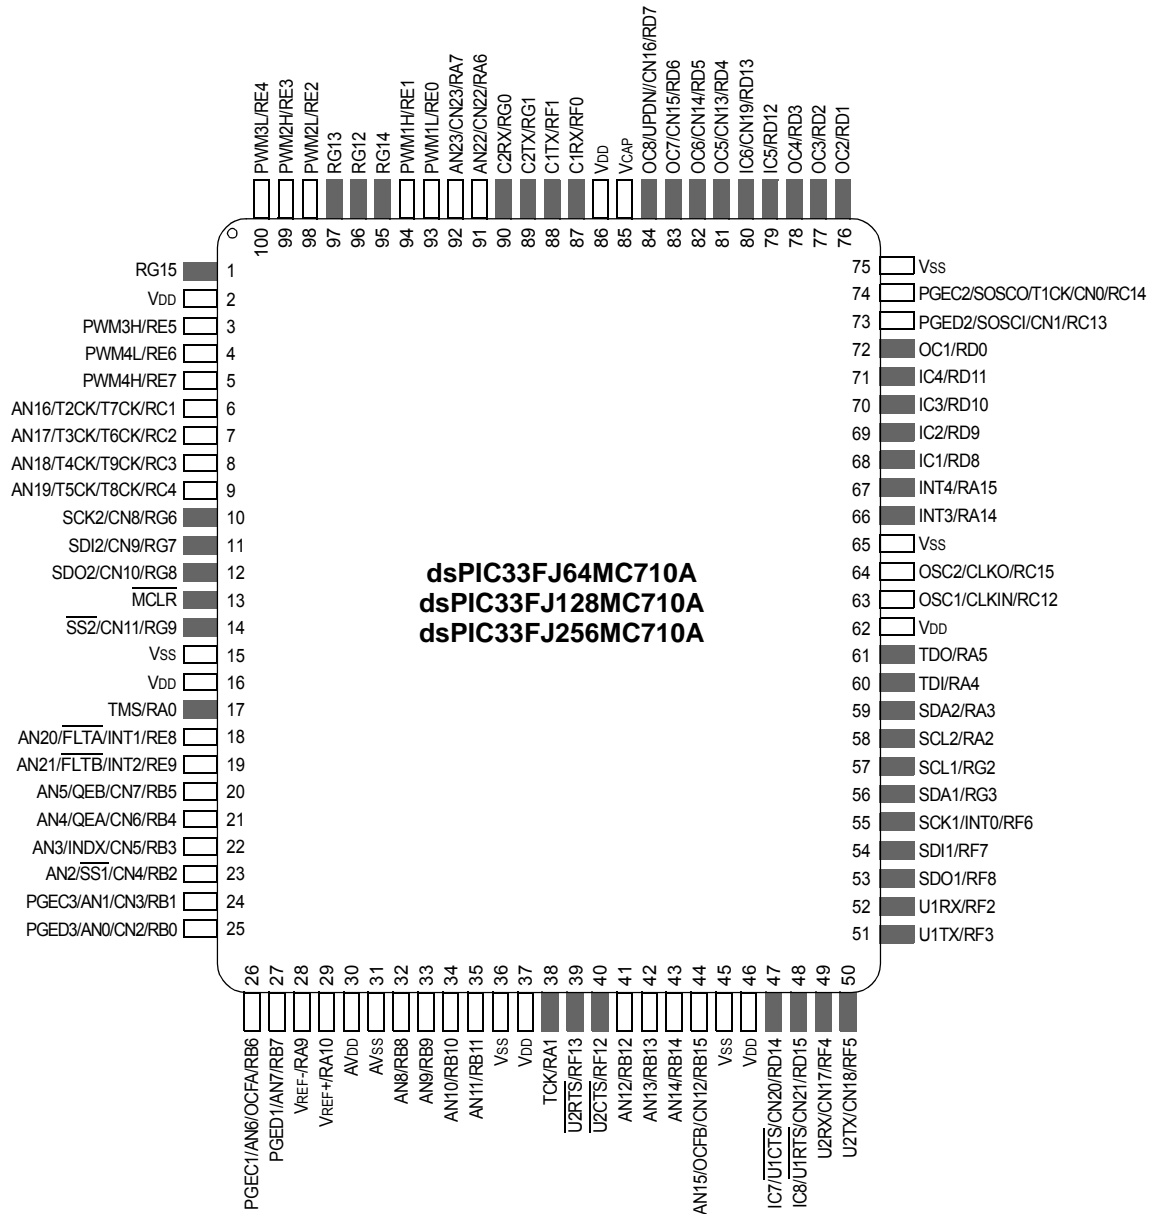 PWM3L/RE4
PWM2H/RE3
PWM2L/RE2
RG13
RG12
RG14
PWM1H/RE1
PWM1L/RE0
AN23/CN23/RA7
AN22/CN22/RA6
C2RX/RG0
C2TX/RG1
C1TX/RF1
C1RX/RF0
VDD
VCAP
OC8/UPDN//CN16/RD7
OC7/CN15/RD6
OC6/CN14/RD5
OC5/CN13/RD4
IC6/CN19/RD13
IC5/RD12
OC4/RD3
OC3/RD2
OC2/RD1
100
99
98
97
96
95
94
93
92
91
90
89
88
87
86
85
84
83
82
81
80
79
78
77
76
RG15 1
VDD 2
PWM3H/RE5 3
PWM4L/RE6 4
PWM4H/RE7 5
AN16/T2CK/T7CK/RC1 6
AN17/T3CK/T6CK/RC2 7
AN18/T4CK/T9CK/RC3 8
AN19/T5CK/T8CK/RC4 9
SCK2/CN8/RG6 10
SDI2/CN9/RG7 11
SDO2/CN10/RG8 12
MCLR 13
SS2/CN11/RG9 14
VSS 15
VDD 16
TMS/RA0 17
AN20/FLTA/INT1/RE8 18
AN21/FLTB/INT2/RE9 19
AN5/QEB/CN7/RB5 20
AN4/QEA/CN6/RB4 21
AN3/INDX/CN5/RB3 22
AN2/SS1/CN4/RB2 23
PGEC3/AN1/CN3/RB1 24
PGED3/AN0/CN2/RB0 25
dsPIC33FJ64MC710A
dsPIC33FJ128MC710A
dsPIC33FJ256MC710A
75 VSS
74 PGEC2/SOSCO/T1CK/CN0/RC14
73 PGED2/SOSCI/CN1/RC13
72 OC1/RD0
71 IC4/RD11
70 IC3/RD10
69 IC2/RD9
68 IC1/RD8
67 INT4/RA15
66 INT3/RA14
65 VSS
64 OSC2/CLKO/RC15
63 OSC1/CLKIN/RC12
62 VDD
61 TDO/RA5
60 TDI/RA4
59 SDA2/RA3
58 SCL2/RA2
57 SCL1/RG2
56 SDA1/RG3
55 SCK1/INT0/RF6
54 SDI1/RF7
53 SDO1/RF8
52 U1RX/RF2
51 U1TX/RF3
26
27
28
29
30
31
32
33
34
35
36
37
38
39
40
41
42
43
44
45
46
47
48
49
50
PGEC1/AN6/OCFA/RB6
PGED1/AN7/RB7
VREF-/RA9
VREF+/RA10
AVDD
AVSS
AN8/RB8
AN9/RB9
AN10/RB10
AN11/RB11
VSS
VDD
TCK/RA1
U2RTS/RF13
U2CTS/RF12
AN12/RB12
AN13/RB13
AN14/RB14
AN15/OCFB/CN12/RB15
VSS
VDD
IC7/U1CTS/CN20/RD14
IC8/U1RTS/CN21/RD15
U2RX/CN17/RF4
U2TX/CN18/RF5